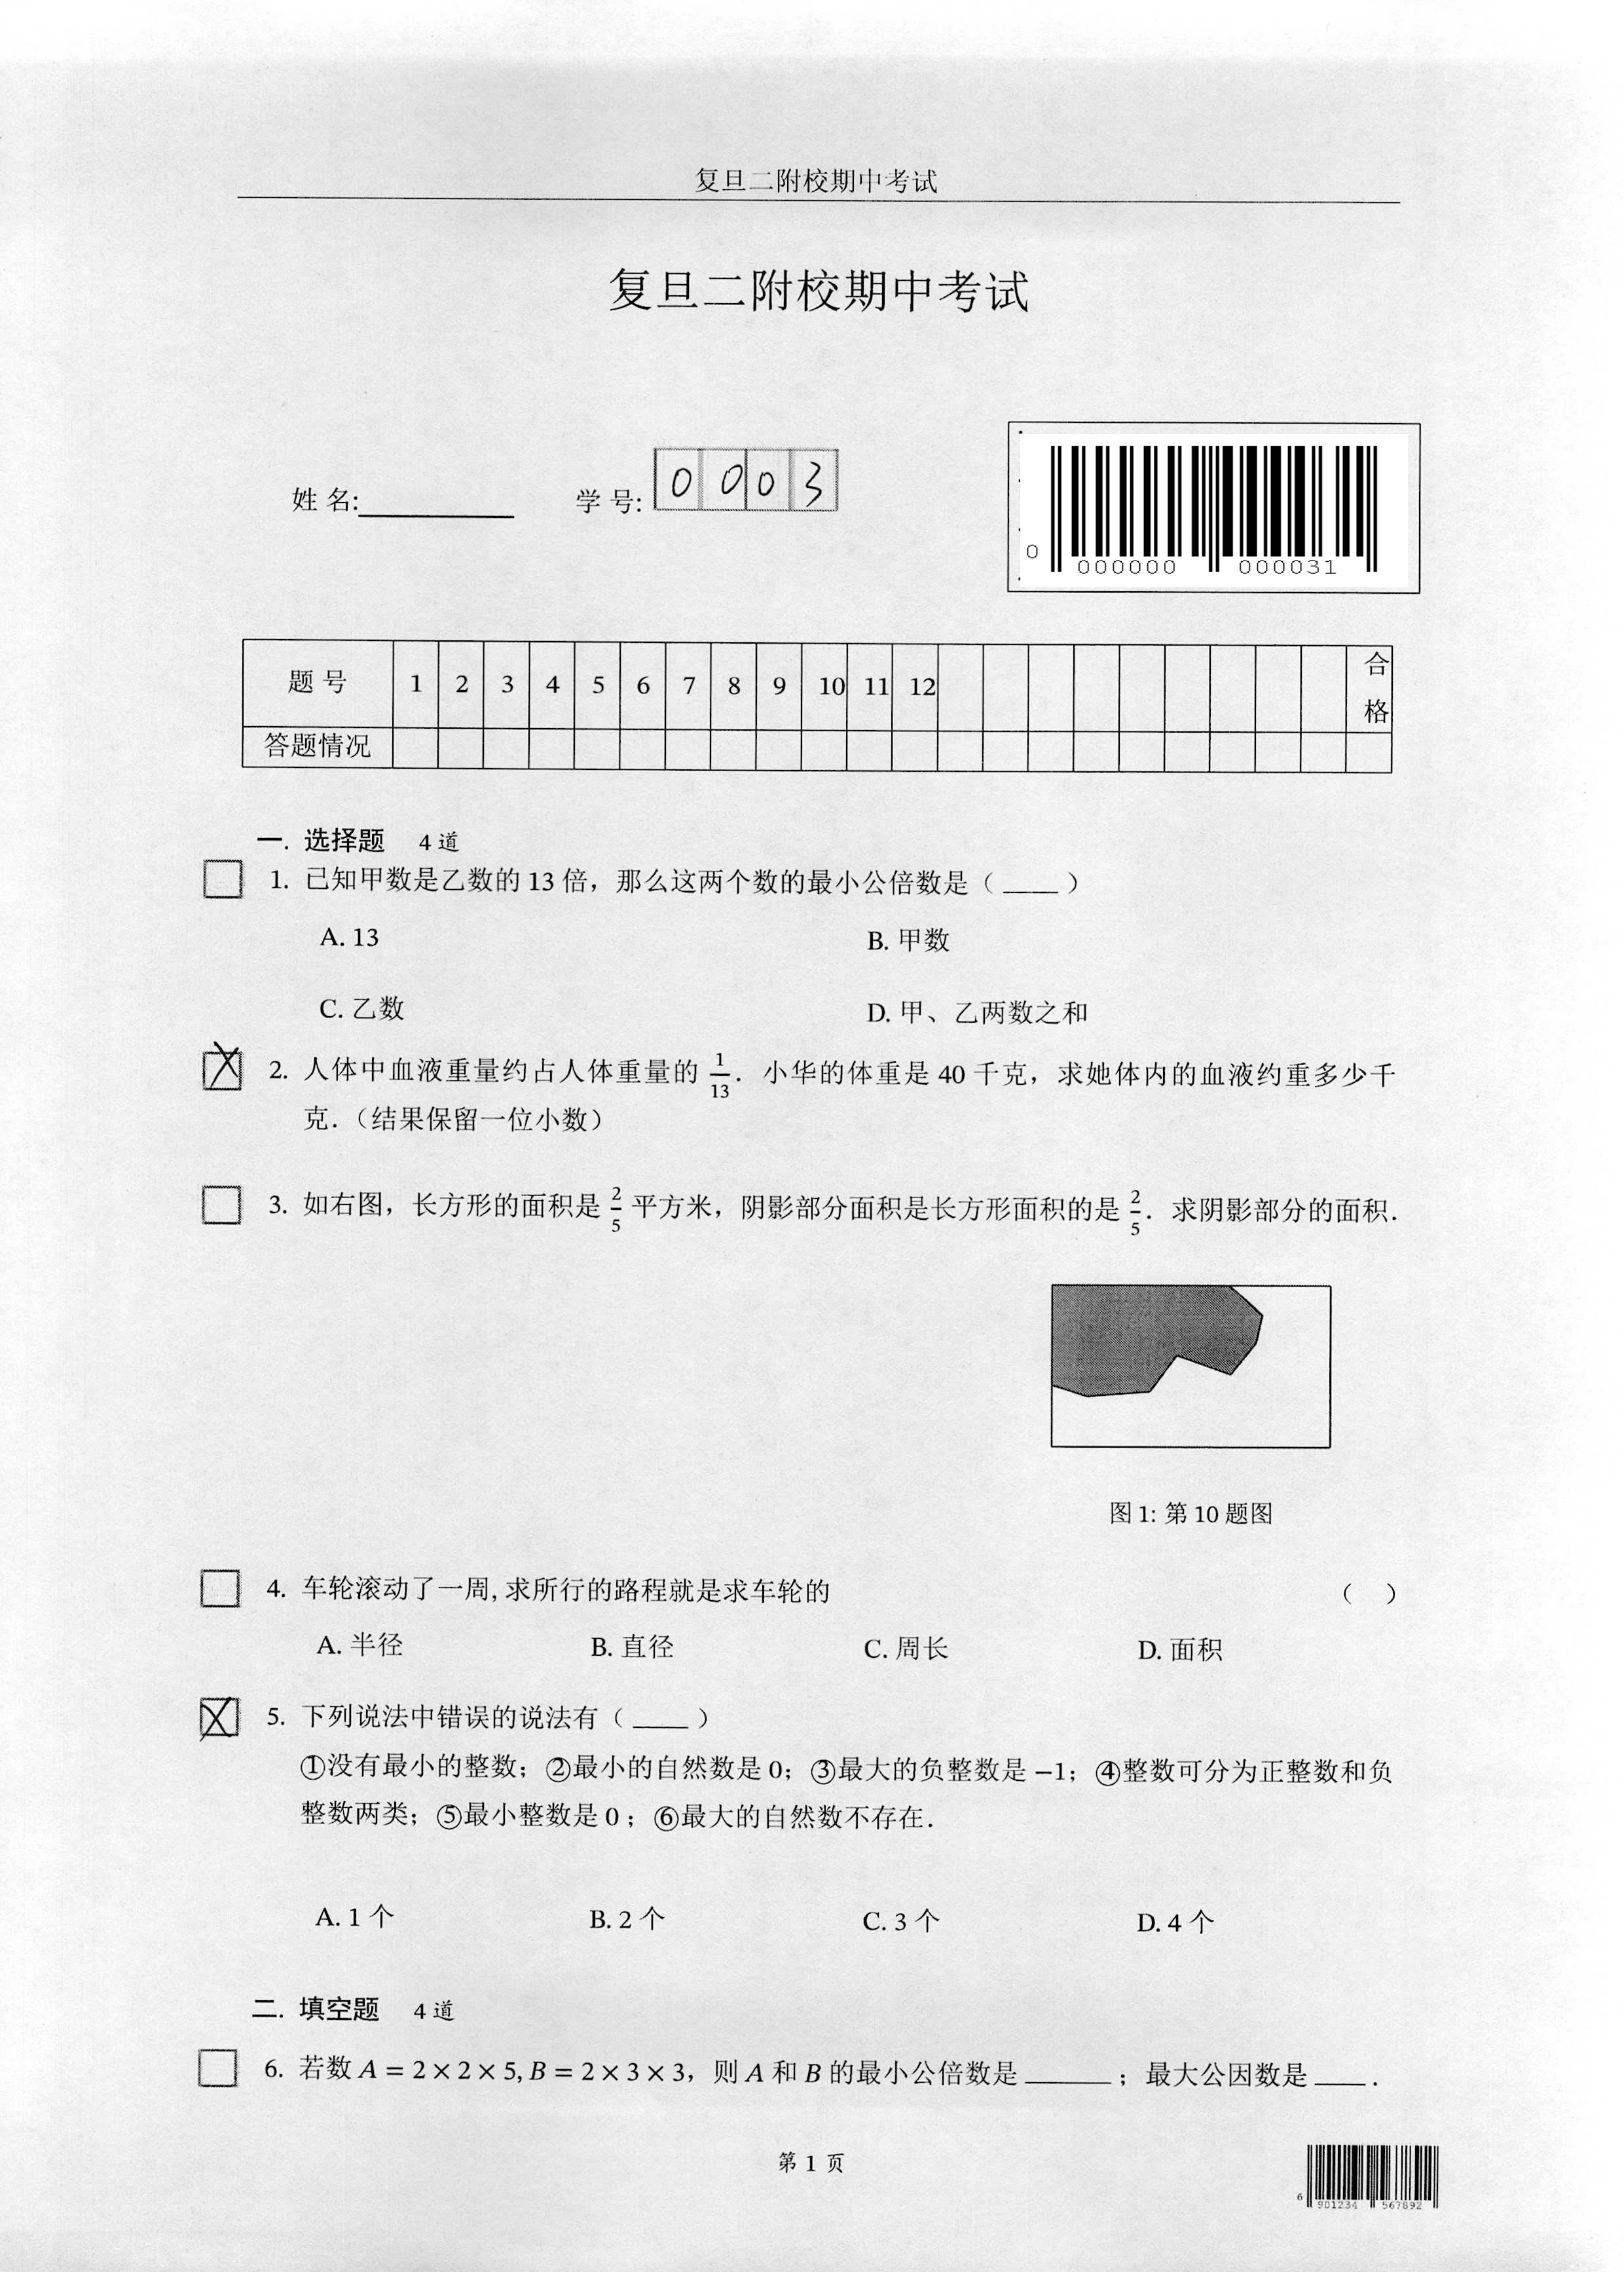 复旦二附校期中考试
复旦二附校期中考试
姓 名:__________ 学 号: 0 0 0 3
0 000000 000031
题 号 1 2 3 4 5 6 7 8 9 10 11 12 合格
答题情况
一. 选择题 4 道
1. 已知甲数是乙数的 13 倍，那么这两个数的最小公倍数是（ ____ ）
A. 13 B. 甲数
C. 乙数 D. 甲、乙两数之和
X 2. 人体中血液重量约占人体重量的 1/13． 小华的体重是 40 千克，求她体内的血液约重多少千
克．（结果保留一位小数）
3. 如右图，长方形的面积是 2/5 平方米，阴影部分面积是长方形面积的是 2/5． 求阴影部分的面积．
图 1: 第 10 题图
4. 车轮滚动了一周, 求所行的路程就是求车轮的 （ ）
A. 半径 B. 直径 C. 周长 D. 面积
X 5. 下列说法中错误的说法有（ ____ ）
①没有最小的整数；②最小的自然数是 0；③最大的负整数是 −1；④整数可分为正整数和负
整数两类；⑤最小整数是 0；⑥最大的自然数不存在．
A. 1 个 B. 2 个 C. 3 个 D. 4 个
二. 填空题 4 道
6. 若数 A = 2 × 2 × 5, B = 2 × 3 × 3，则 A 和 B 的最小公倍数是 ______；最大公因数是 ____．
第 1 页
6 901234 567892